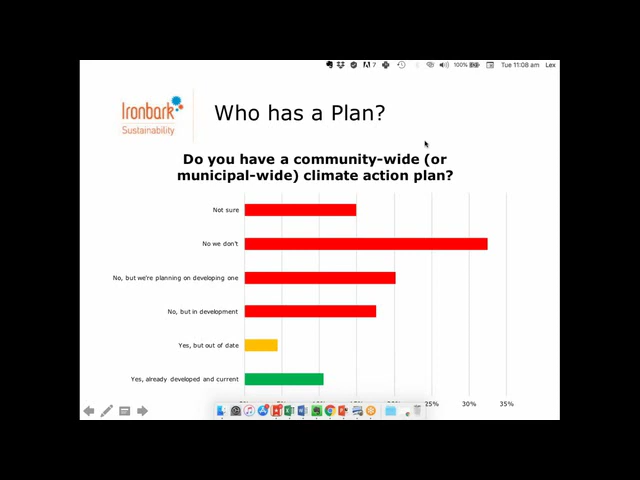 100%
Tue 11:08 am
Lex
Ironbark
Sustainability
Who has a Plan?
Do you have a community-wide (or
municipal-wide) climate action plan?
Not sure
No we don't
No, but we're planning on developing one
No, but in development
Yes, but out of date
Yes, already developed and current
25%
30%
35%